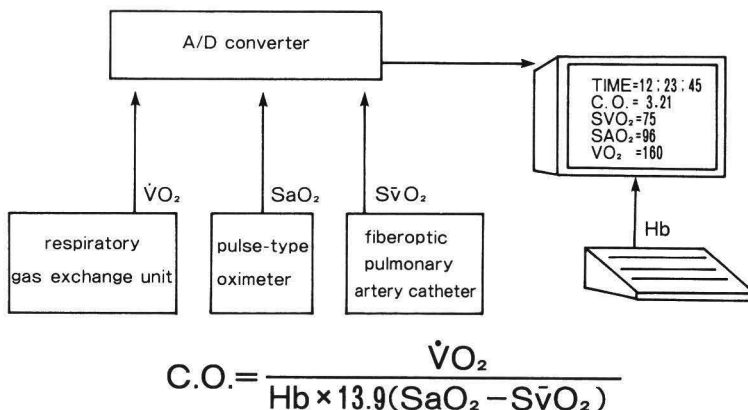 A/D converter
TIME=12:23:45
C.O.= 3.21
SVO₂=75
SAO₂=96
VO₂ =160
V̇O₂
SaO₂
Sv̄O₂
Hb
respiratory
gas exchange unit
pulse-type
oximeter
fiberoptic
pulmonary
artery catheter
C.O.= V̇O₂
Hb×13.9(SaO₂−Sv̄O₂)